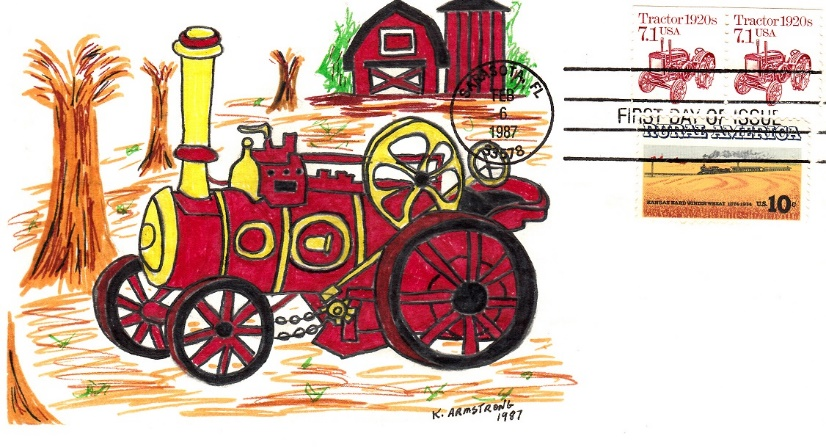 Tractor 1920s
7.1 USA
Tractor 1920s
7.1 USA
SARASOTA, FL
FEB
6
1987
33578
FIRST DAY OF ISSUE
RURAL AMERICA
KANSAS HARD WINTER WHEAT 1874-1974 U.S. 10c
K. ARMSTRONG
1987